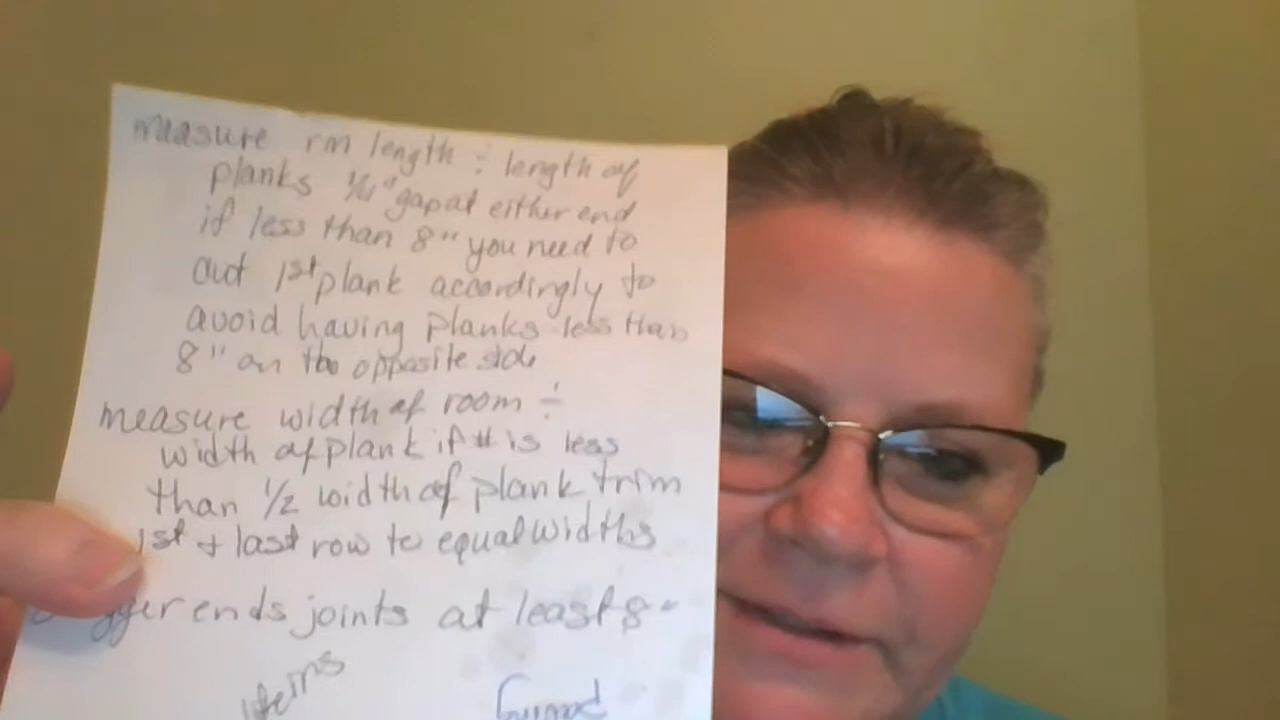 measure rm length ÷ length of
planks 1/4" gap at either end
if less than 8" you need to
cut 1st plank accordingly to
avoid having planks less than
8" on the opposite side
measure width of room ÷
width of plank if # is less
than 1/2 width of plank trim
1st + last row to equal widths
ends joints at least 8"
items